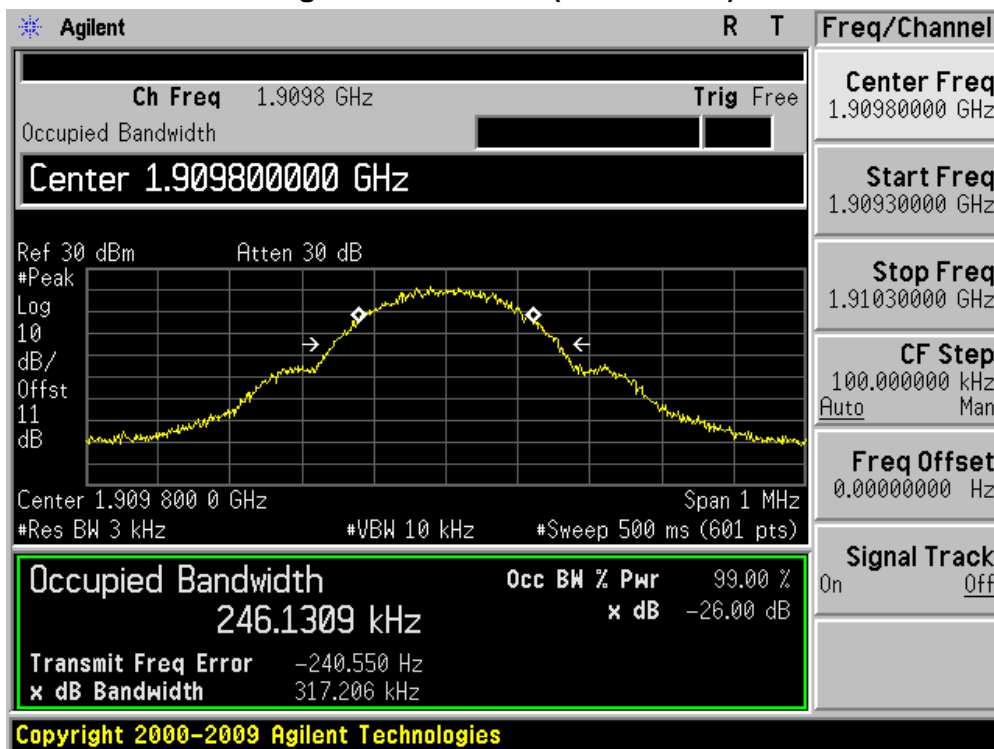 Agilent R T
Ch Freq 1.9098 GHz Trig Free
Occupied Bandwidth
Center 1.909800000 GHz
Ref 30 dBm Atten 30 dB
#Peak
Log
10
dB/
Offst
11
dB
Center 1.909 800 0 GHz Span 1 MHz
#Res BW 3 kHz #VBW 10 kHz #Sweep 500 ms (601 pts)
Occupied Bandwidth Occ BW % Pwr 99.00 %
246.1309 kHz x dB -26.00 dB
Transmit Freq Error -240.550 Hz
x dB Bandwidth 317.206 kHz
Copyright 2000-2009 Agilent Technologies
Freq/Channel
Center Freq
1.90980000 GHz
Start Freq
1.90930000 GHz
Stop Freq
1.91030000 GHz
CF Step
100.000000 kHz
Auto Man
Freq Offset
0.00000000 Hz
Signal Track
On Off